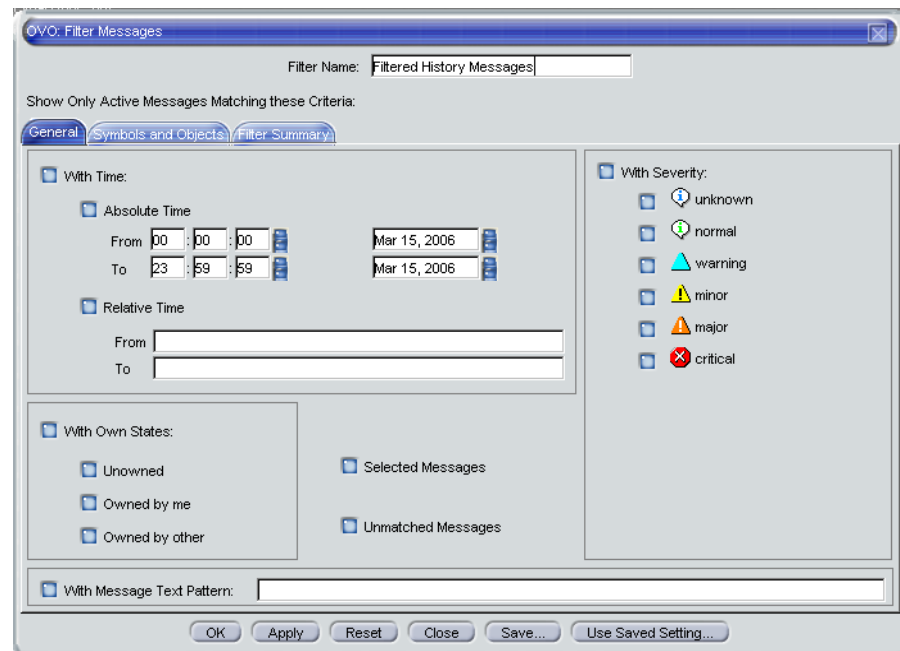 OVO: Filter Messages
Filter Name: Filtered History Messages
Show Only Active Messages Matching these Criteria:
General Symbols and Objects Filter Summary
With Time:
Absolute Time
From 00 : 00 : 00 Mar 15, 2006
To 23 : 59 : 59 Mar 15, 2006
Relative Time
From
To
With Severity:
unknown
normal
warning
minor
major
critical
With Own States:
Unowned
Owned by me
Owned by other
Selected Messages
Unmatched Messages
With Message Text Pattern:
OK Apply Reset Close Save... Use Saved Setting...